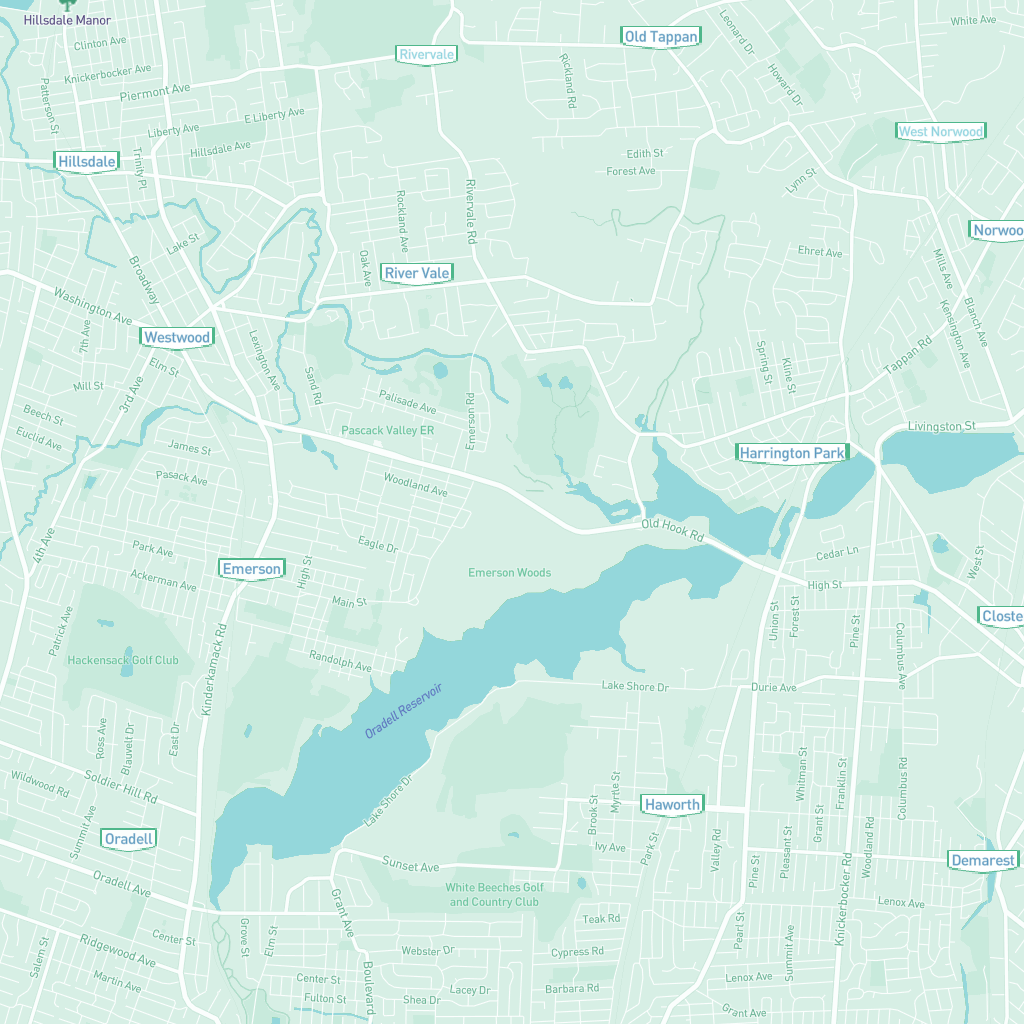 Hillsdale Manor
White Ave
Old Tappan
Leonard Dr
Clinton Ave
Rivervale
Knickerbocker Ave
Rickland Rd
Howard Dr
Patterson St
Piermont Ave
E Liberty Ave
Liberty Ave
West Norwood
Hillsdale Ave
Edith St
Hillsdale
Trinity Pl
Forest Ave
Lynn St
Rockland Ave
Rivervale Rd
Norwoo
Lake St
Oak Ave
Ehret Ave
Mills Ave
River Vale
Broadway
Washington Ave
Blanch Ave
Kensington Ave
7th Ave
Westwood
Lexington Ave
Tappan Rd
Elm St
Spring St
Kline St
Mill St
3rd Ave
Sand Rd
Palisade Ave
Emerson Rd
Beech St
Euclid Ave
Pascack Valley ER
Livingston St
James St
Harrington Park
Pasack Ave
Woodland Ave
4th Ave
Old Hook Rd
Park Ave
Eagle Dr
Cedar Ln
West St
Emerson
High St
Emerson Woods
Ackerman Ave
High St
Main St
Union St
Forest St
Patrick Ave
Pine St
Closte
Columbus Ave
Hackensack Golf Club
Randolph Ave
Kinderkamack Rd
Lake Shore Dr
Durie Ave
Oradell Reservoir
Ross Ave
Blauvelt Dr
East Dr
Soldier Hill Rd
Wildwood Rd
Whitman St
Franklin St
Columbus Rd
Myrtle St
Lake Shore Dr
Haworth
Brook St
Summit Ave
Grant St
Oradell
Park St
Valley Rd
Ivy Ave
Pleasant St
Woodland Rd
Sunset Ave
Pine St
Demarest
Oradell Ave
White Beeches Golf
and Country Club
Knickerbocker Rd
Lenox Ave
Grant Ave
Teak Rd
Pearl St
Grove St
Elm St
Center St
Ridgewood Ave
Webster Dr
Cypress Rd
Salem St
Summit Ave
Martin Ave
Center St
Boulevard
Lenox Ave
Fulton St
Shea Dr
Lacey Dr
Barbara Rd
Grant Ave